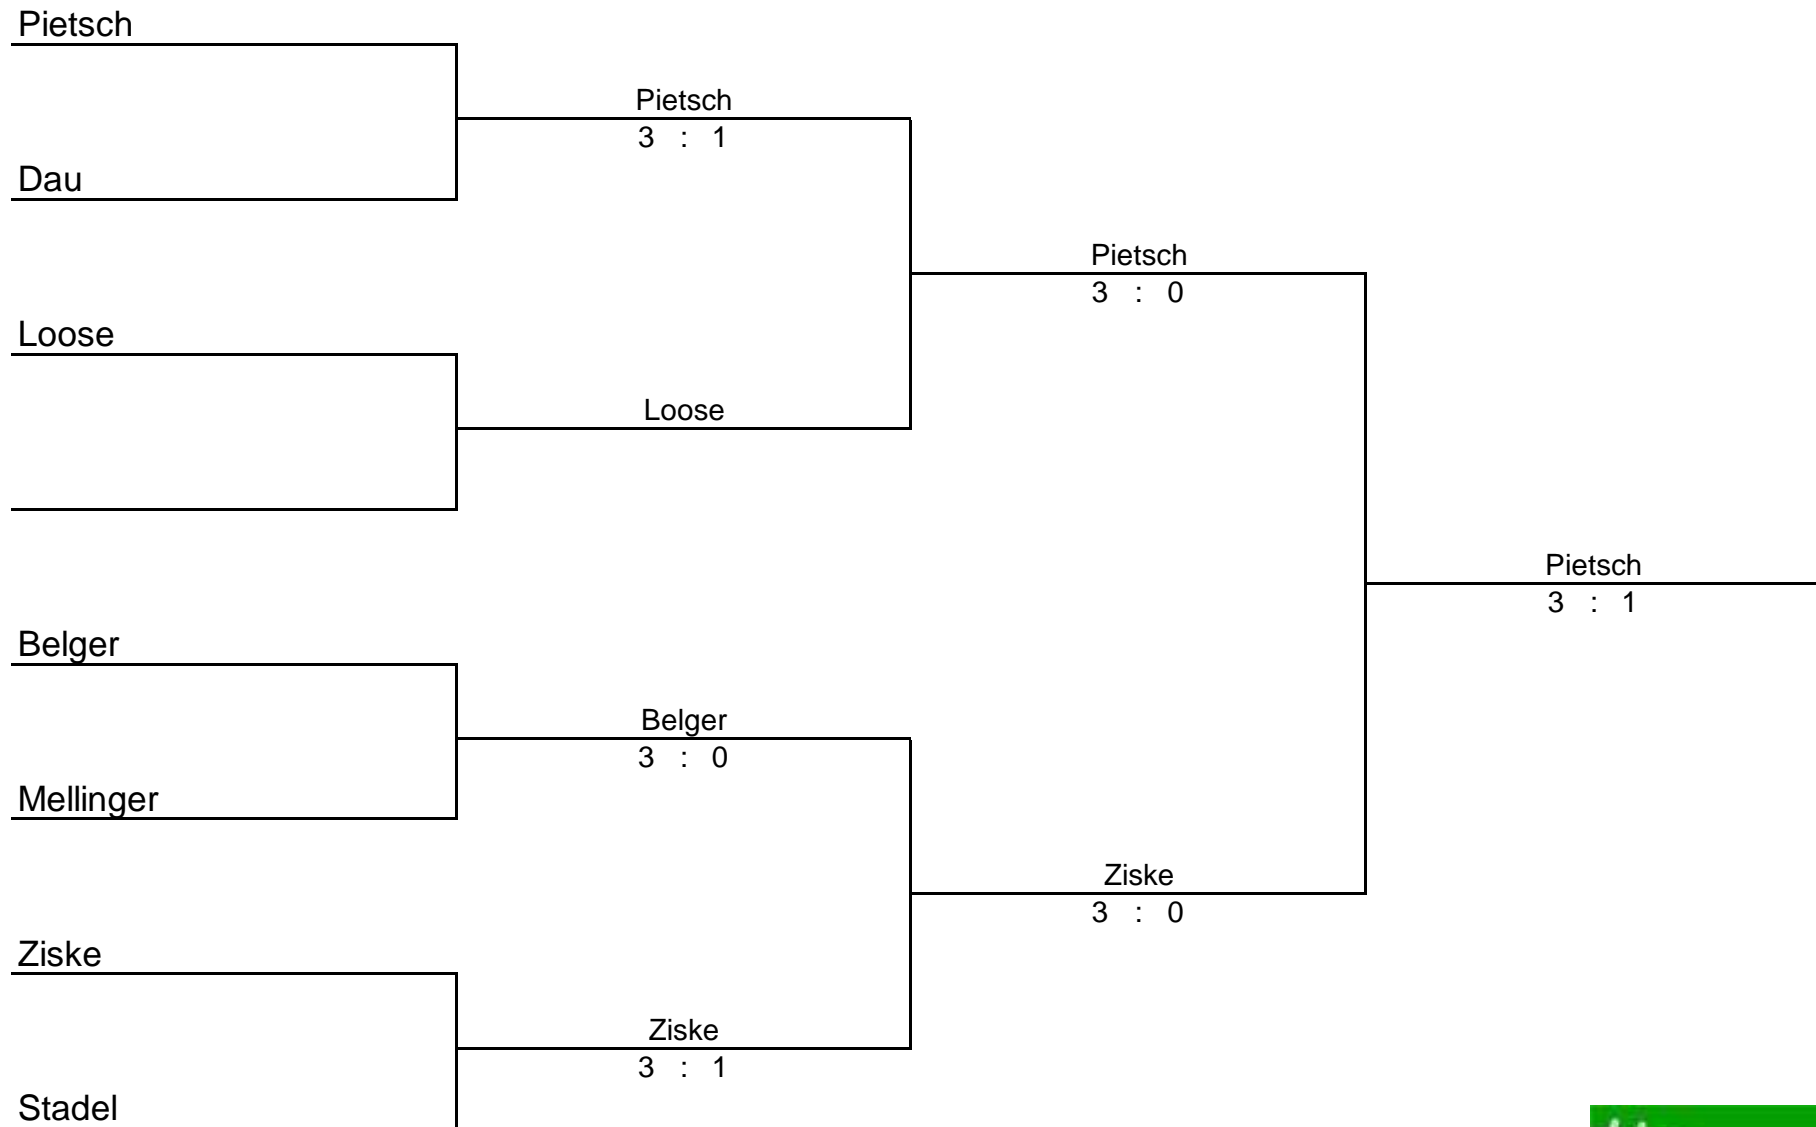 Pietsch
Pietsch
3 : 1
Dau
Pietsch
3 : 0
Loose
Loose
Pietsch
3 : 1
Belger
Belger
3 : 0
Mellinger
Ziske
3 : 0
Ziske
Ziske
3 : 1
Stadel